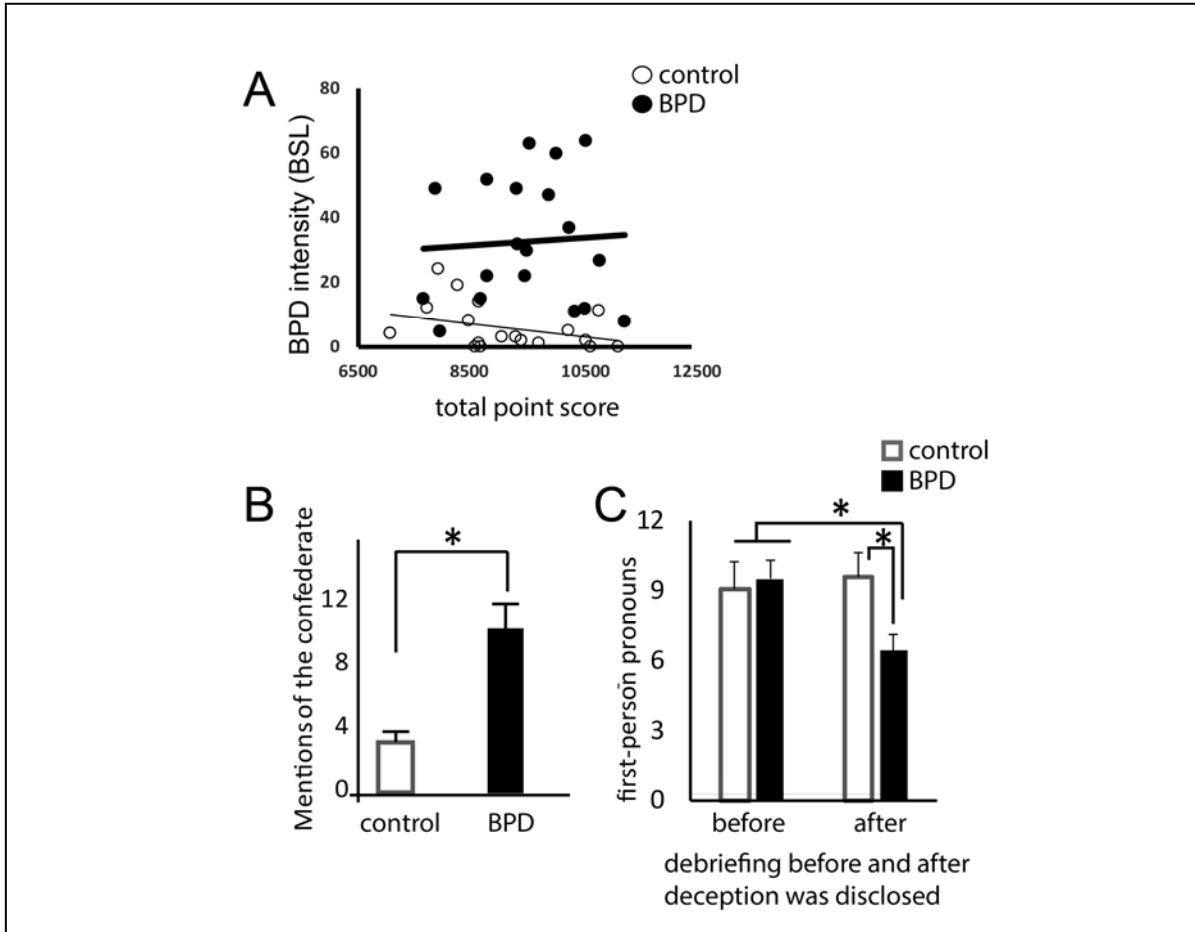 A
control
BPD
BPD intensity (BSL)
80
60
40
20
0
6500
8500
10500
12500
total point score
control
BPD
B
*
Mentions of the confederate
12
8
4
0
control
BPD
C
*
*
first-person pronouns
12
9
6
3
0
before
after
debriefing before and after
deception was disclosed